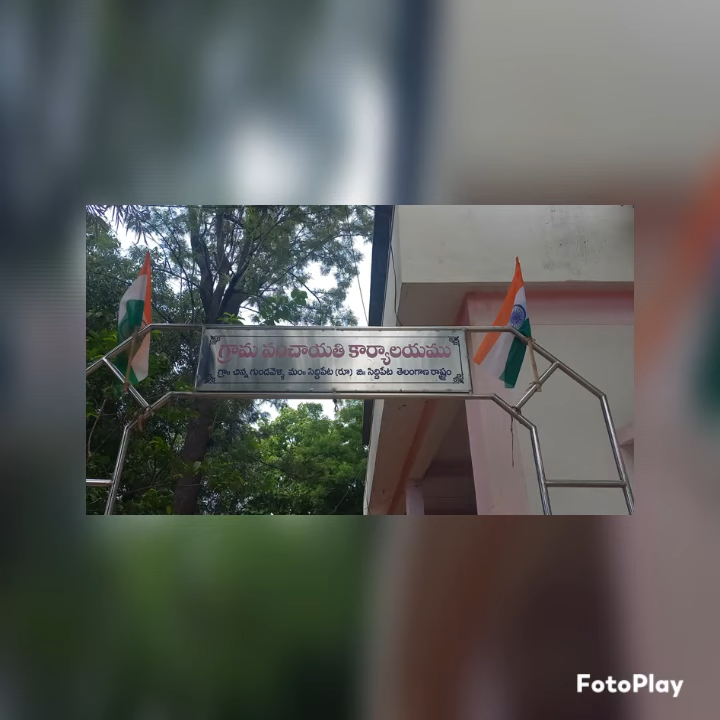 గ్రామ పంచాయతి కార్యాలయము
గ్రా॥ చిన్న గుండవెళ్ళి మం॥ సిద్దిపేట (రూ) జి॥ సిద్దిపేట తెలంగాణ రాష్ట్రం
FotoPlay